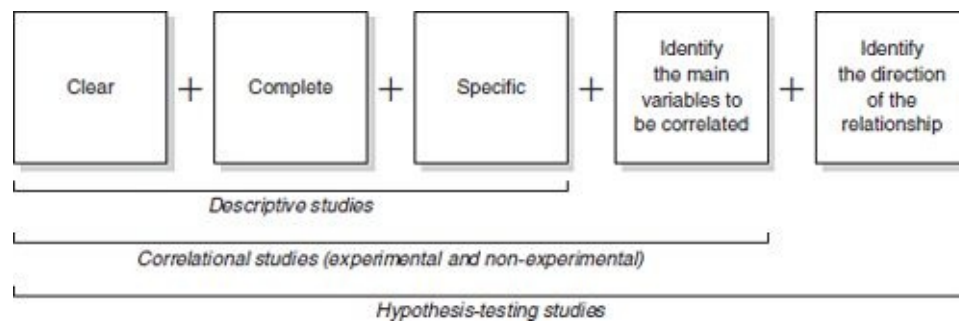 Clear
+
Complete
+
Specific
+
Identify
the main
variables to
be correlated
+
Identify
the direction
of the
relationship
Descriptive studies
Correlational studies (experimental and non-experimental)
Hypothesis-testing studies